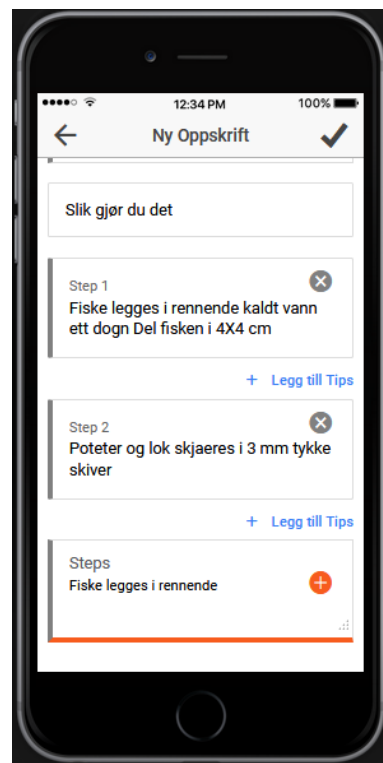 12:34 PM
100%
Ny Oppskrift
Slik gjør du det
Step 1
Fiske legges i rennende kaldt vann
ett dogn Del fisken i 4X4 cm
+ Legg till Tips
Step 2
Poteter og lok skjaeres i 3 mm tykke
skiver
+ Legg till Tips
Steps
Fiske legges i rennende